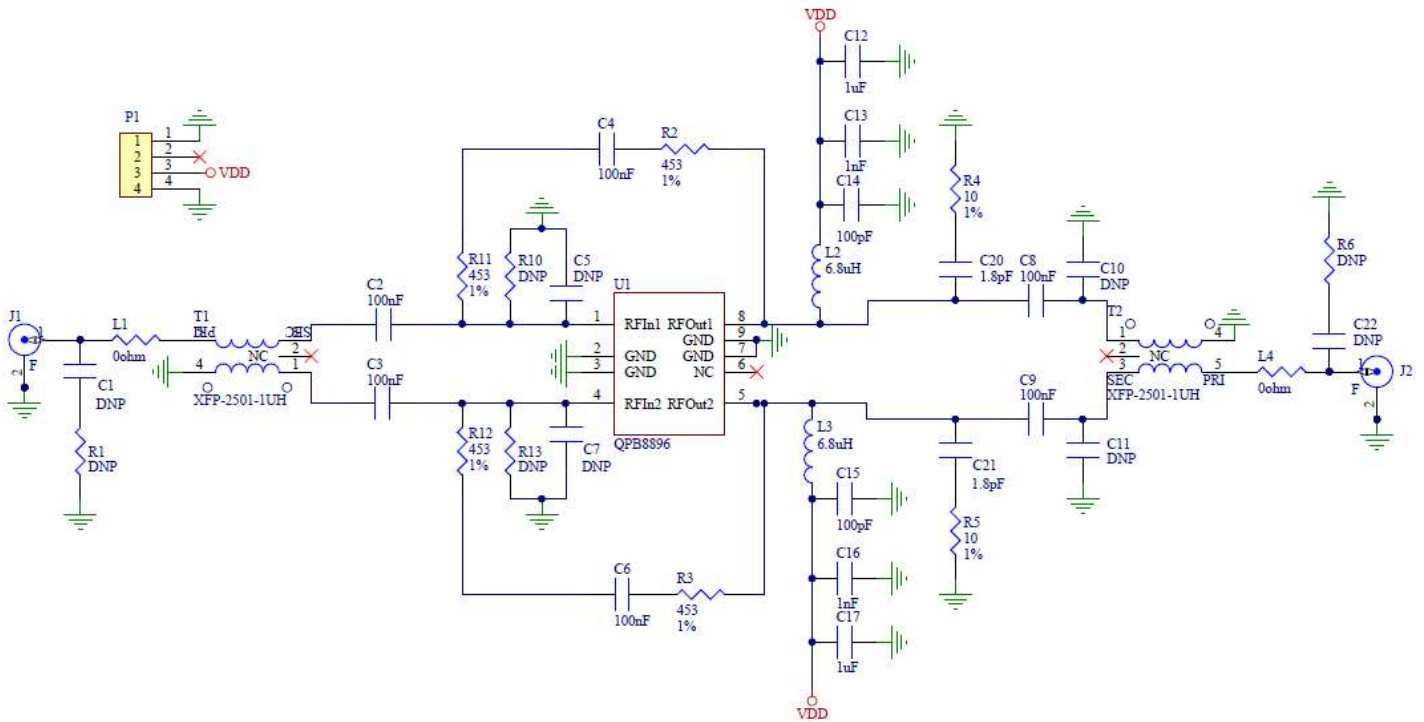 VDD
C12
1uF
C13
1nF
C14
100pF
L2
6.8uH
P1
1 1
2 2
3 3 VDD
4 4
C4
100nF
R2
453
1%
R4
10
1%
C20
1.8pF
C8
100nF
C10
DNP
R6
DNP
C22
DNP
R11
453
1%
R10
DNP
C5
DNP
C2
100nF
U1
1 RFIn1 RFOut1 8
GND 9
2 GND GND 7
3 GND NC 6
4 RFIn2 RFOut2 5
QPB8896
J1
1
F
2
L1
0ohm
T1
PRI
SEC
NC 2
4 1
XFP-2501-1UH
C1
DNP
R1
DNP
C3
100nF
R12
453
1%
R13
DNP
C7
DNP
T2
1 4
2 NC
3 5
SEC PRI
XFP-2501-1UH
L4
0ohm
J2
1
F
2
C9
100nF
C11
DNP
L3
6.8uH
C15
100pF
C16
1nF
C17
1uF
VDD
C21
1.8pF
R5
10
1%
C6
100nF
R3
453
1%